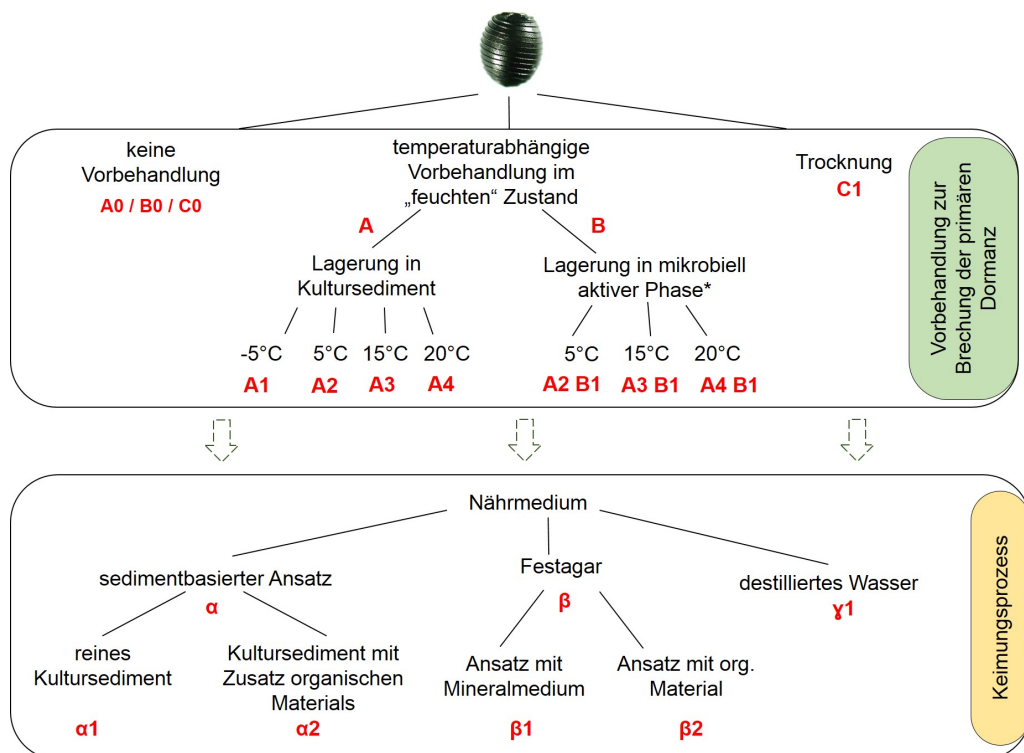 keine
Vorbehandlung
A0 / B0 / C0
temperaturabhängige
Vorbehandlung im
„feuchten“ Zustand
Trocknung
C1
A
B
Lagerung in
Kultursediment
Lagerung in mikrobiell
aktiver Phase*
-5°C 5°C 15°C 20°C
A1 A2 A3 A4
5°C 15°C 20°C
A2 B1 A3 B1 A4 B1
Vorbehandlung zur
Brechung der primären
Dormanz
Nährmedium
sedimentbasierter Ansatz
α
Festagar
β
destilliertes Wasser
ɣ1
reines
Kultursediment
α1
Kultursediment mit
Zusatz organischen
Materials
α2
Ansatz mit
Mineralmedium
β1
Ansatz mit org.
Material
β2
Keimungsprozess